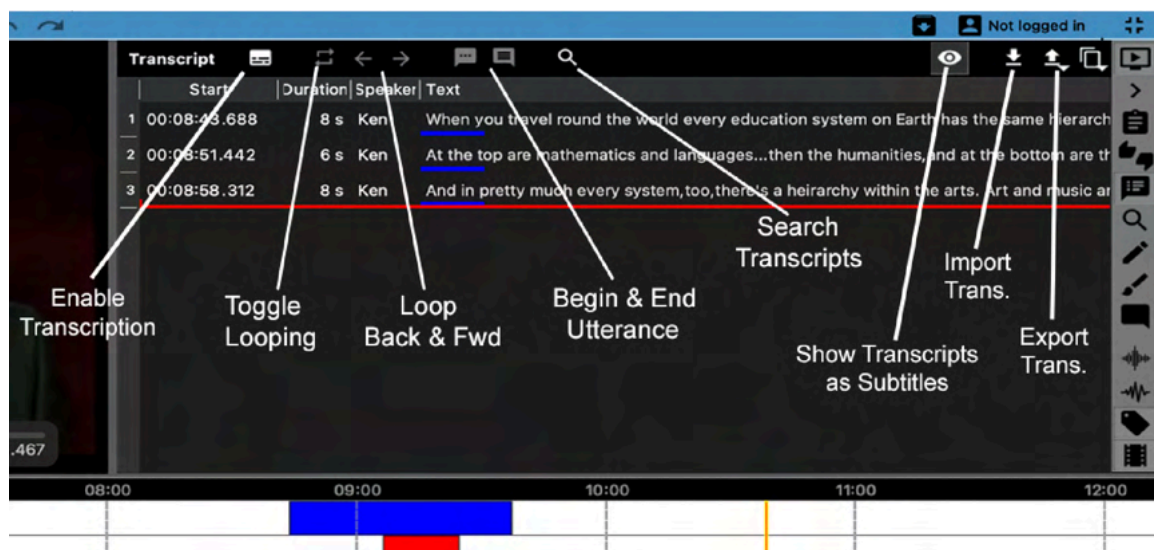 Not logged in
Transcript
Start Duration Speaker Text
1 00:08:43.688 8 s Ken When you travel round the world every education system on Earth has the same hierarch
2 00:08:51.442 6 s Ken At the top are mathematics and languages...then the humanities,and at the bottom are th
3 00:08:58.312 8 s Ken And in pretty much every system,too,there's a heirarchy within the arts. Art and music ar
Enable
Transcription
Toggle
Looping
Loop
Back & Fwd
Begin & End
Utterance
Search
Transcripts
Show Transcripts
as Subtitles
Import
Trans.
Export
Trans.
.467
08:00 09:00 10:00 11:00 12:00